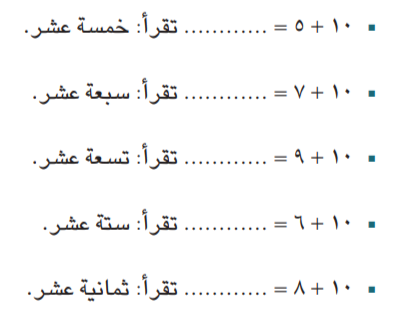 ▪ ١٠ + ٥ = ............ تقرأ: خمسة عشر.
▪ ١٠ + ٧ = ............ تقرأ: سبعة عشر.
▪ ١٠ + ٩ = ............ تقرأ: تسعة عشر.
▪ ١٠ + ٦ = ............ تقرأ: ستة عشر.
▪ ١٠ + ٨ = ............ تقرأ: ثمانية عشر.